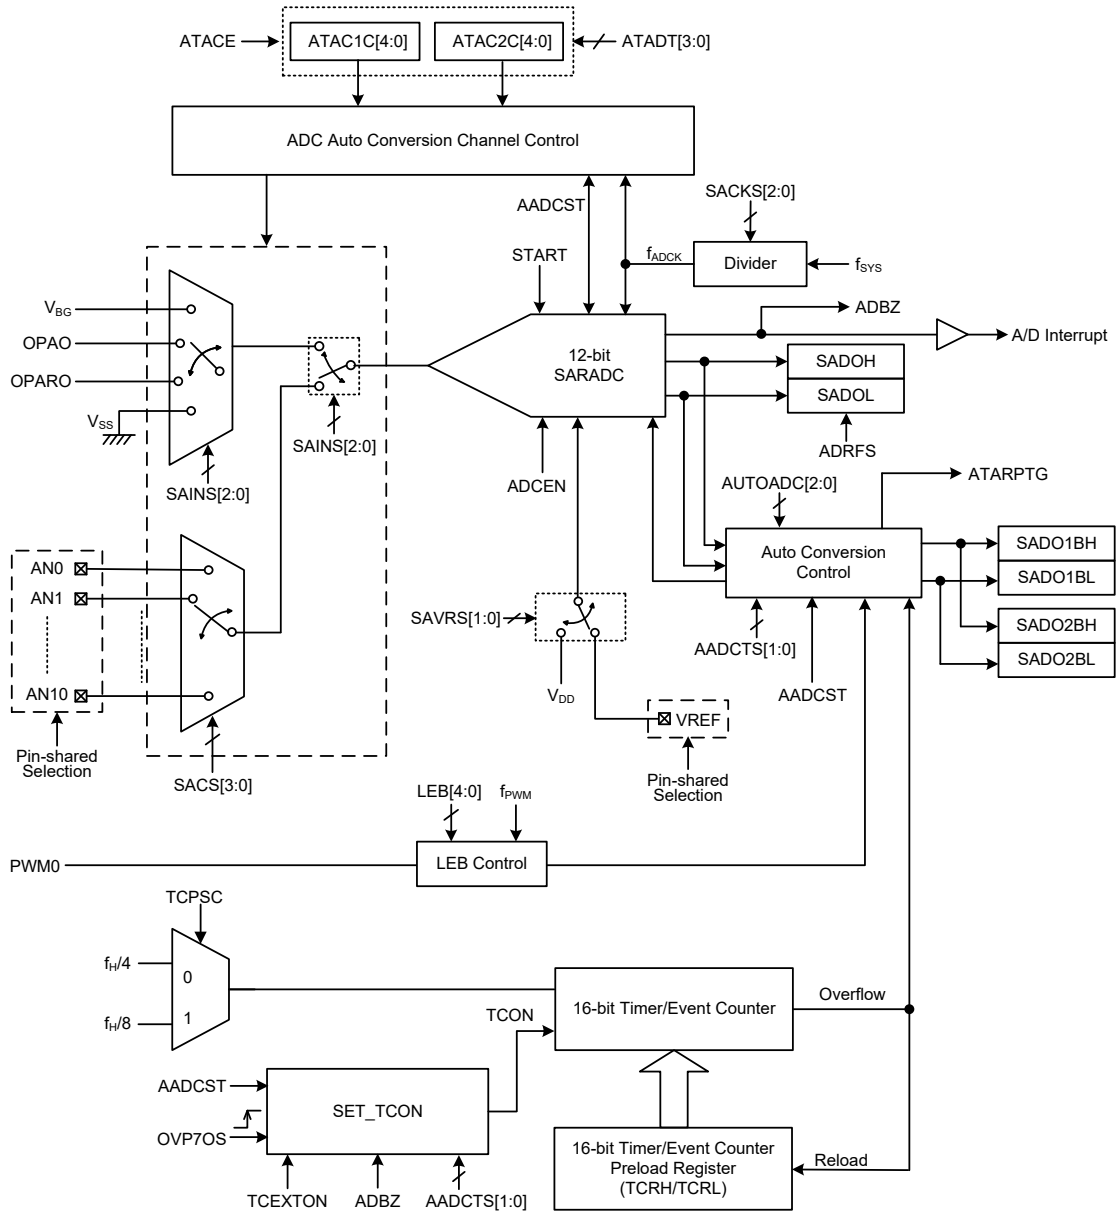 ATACE
ATAC1C[4:0]
ATAC2C[4:0]
ATADT[3:0]
ADC Auto Conversion Channel Control
AADCST
SACKS[2:0]
START
fADCK
Divider
fSYS
VBG
OPAO
OPARO
VSS
SAINS[2:0]
SAINS[2:0]
12-bit
SARADC
ADBZ
A/D Interrupt
SADOH
SADOL
ADRFS
ADCEN
AUTOADC[2:0]
ATARPTG
Auto Conversion
Control
SADO1BH
SADO1BL
SADO2BH
SADO2BL
AN0
AN1
AN10
Pin-shared
Selection
SACS[3:0]
SAVRS[1:0]
VDD
VREF
Pin-shared
Selection
AADCTS[1:0]
AADCST
LEB[4:0]
fPWM
PWM0
LEB Control
TCPSC
fH/4
0
fH/8
1
16-bit Timer/Event Counter
Overflow
TCON
AADCST
OVP7OS
SET_TCON
TCEXTON
ADBZ
AADCTS[1:0]
16-bit Timer/Event Counter
Preload Register
(TCRH/TCRL)
Reload